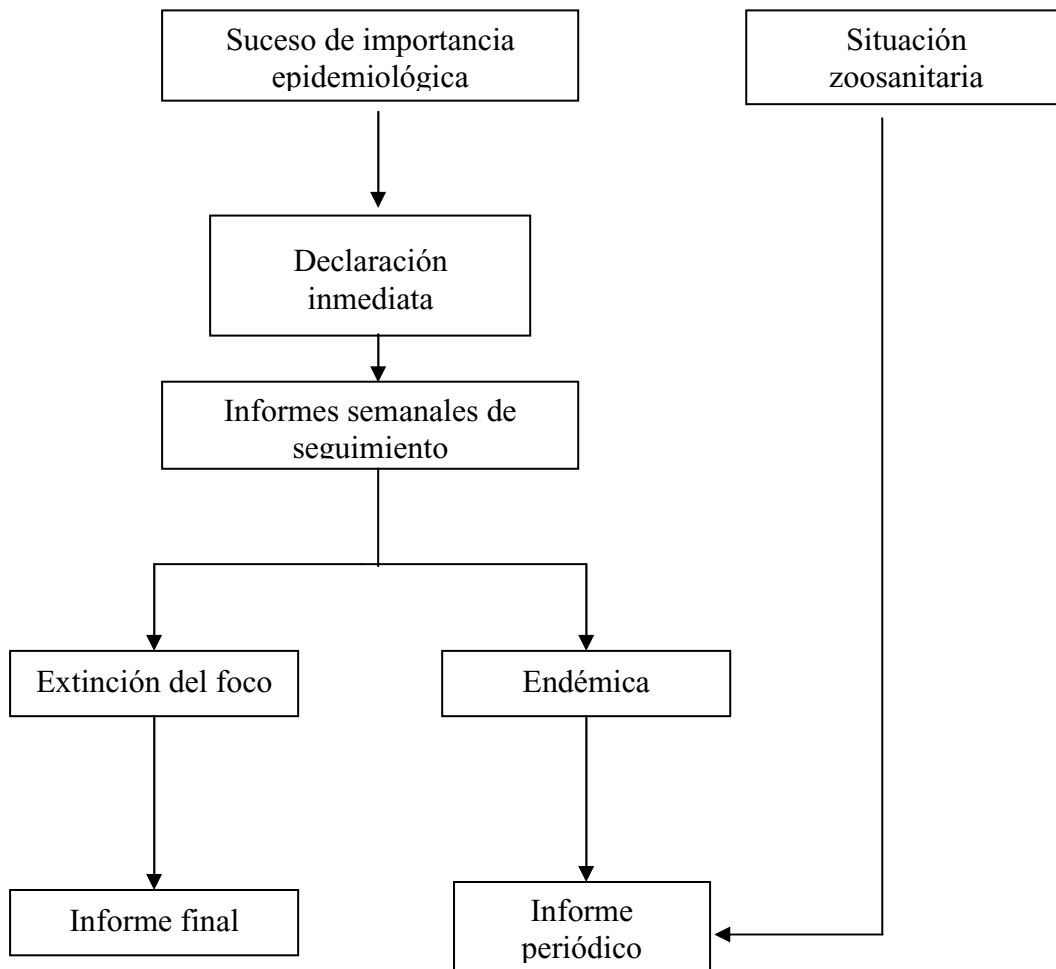 Suceso de importancia
epidemiológica
Situación
zoosanitaria
Declaración
inmediata
Informes semanales de
seguimiento
Extinción del foco
Endémica
Informe final
Informe
periódico